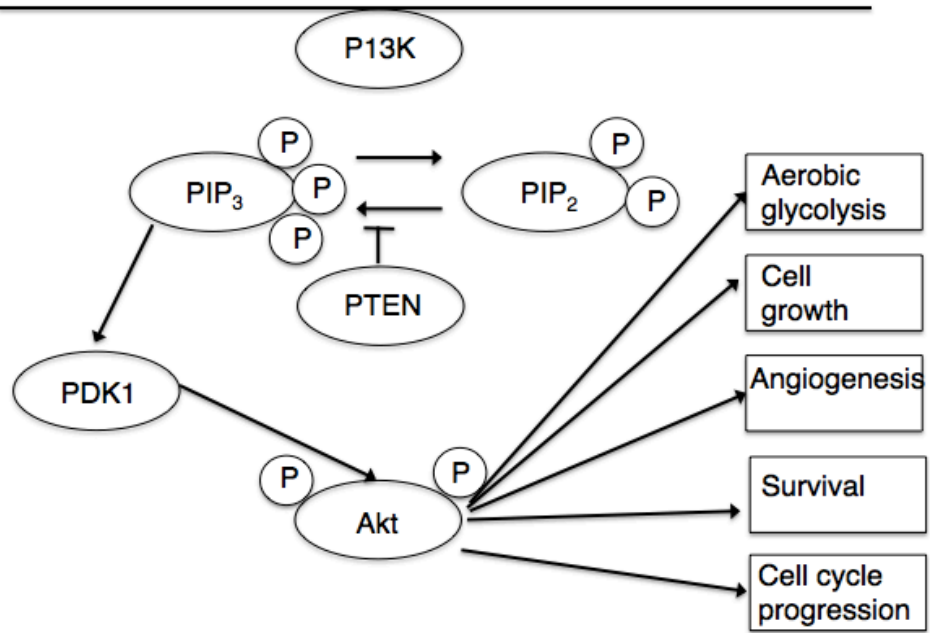 P13K
P
PIP₃
P
P
P
PIP₂
P
PTEN
PDK1
P
Akt
P
Aerobic
glycolysis
Cell
growth
Angiogenesis
Survival
Cell cycle
progression